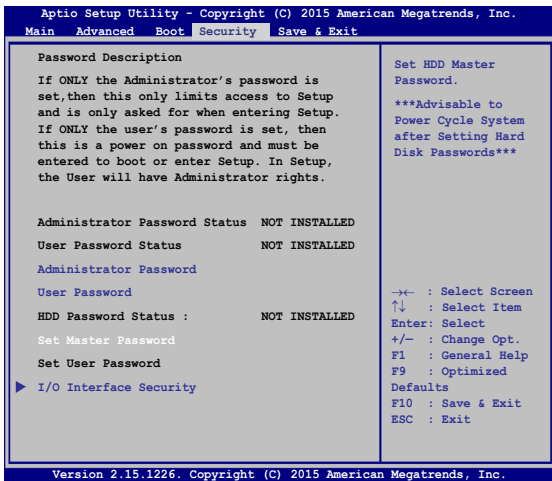 Aptio Setup Utility - Copyright (C) 2015 American Megatrends, Inc.
Main Advanced Boot Security Save & Exit
Password Description
If ONLY the Administrator's password is
set,then this only limits access to Setup
and is only asked for when entering Setup.
If ONLY the user's password is set, then
this is a power on password and must be
entered to boot or enter Setup. In Setup,
the User will have Administrator rights.
Administrator Password Status NOT INSTALLED
User Password Status NOT INSTALLED
Administrator Password
User Password
HDD Password Status : NOT INSTALLED
Set Master Password
Set User Password
I/O Interface Security
Set HDD Master
Password.
***Advisable to
Power Cycle System
after Setting Hard
Disk Passwords***
→← : Select Screen
↑↓ : Select Item
Enter: Select
+/— : Change Opt.
F1 : General Help
F9 : Optimized
Defaults
F10 : Save & Exit
ESC : Exit
Version 2.15.1226. Copyright (C) 2015 American Megatrends, Inc.